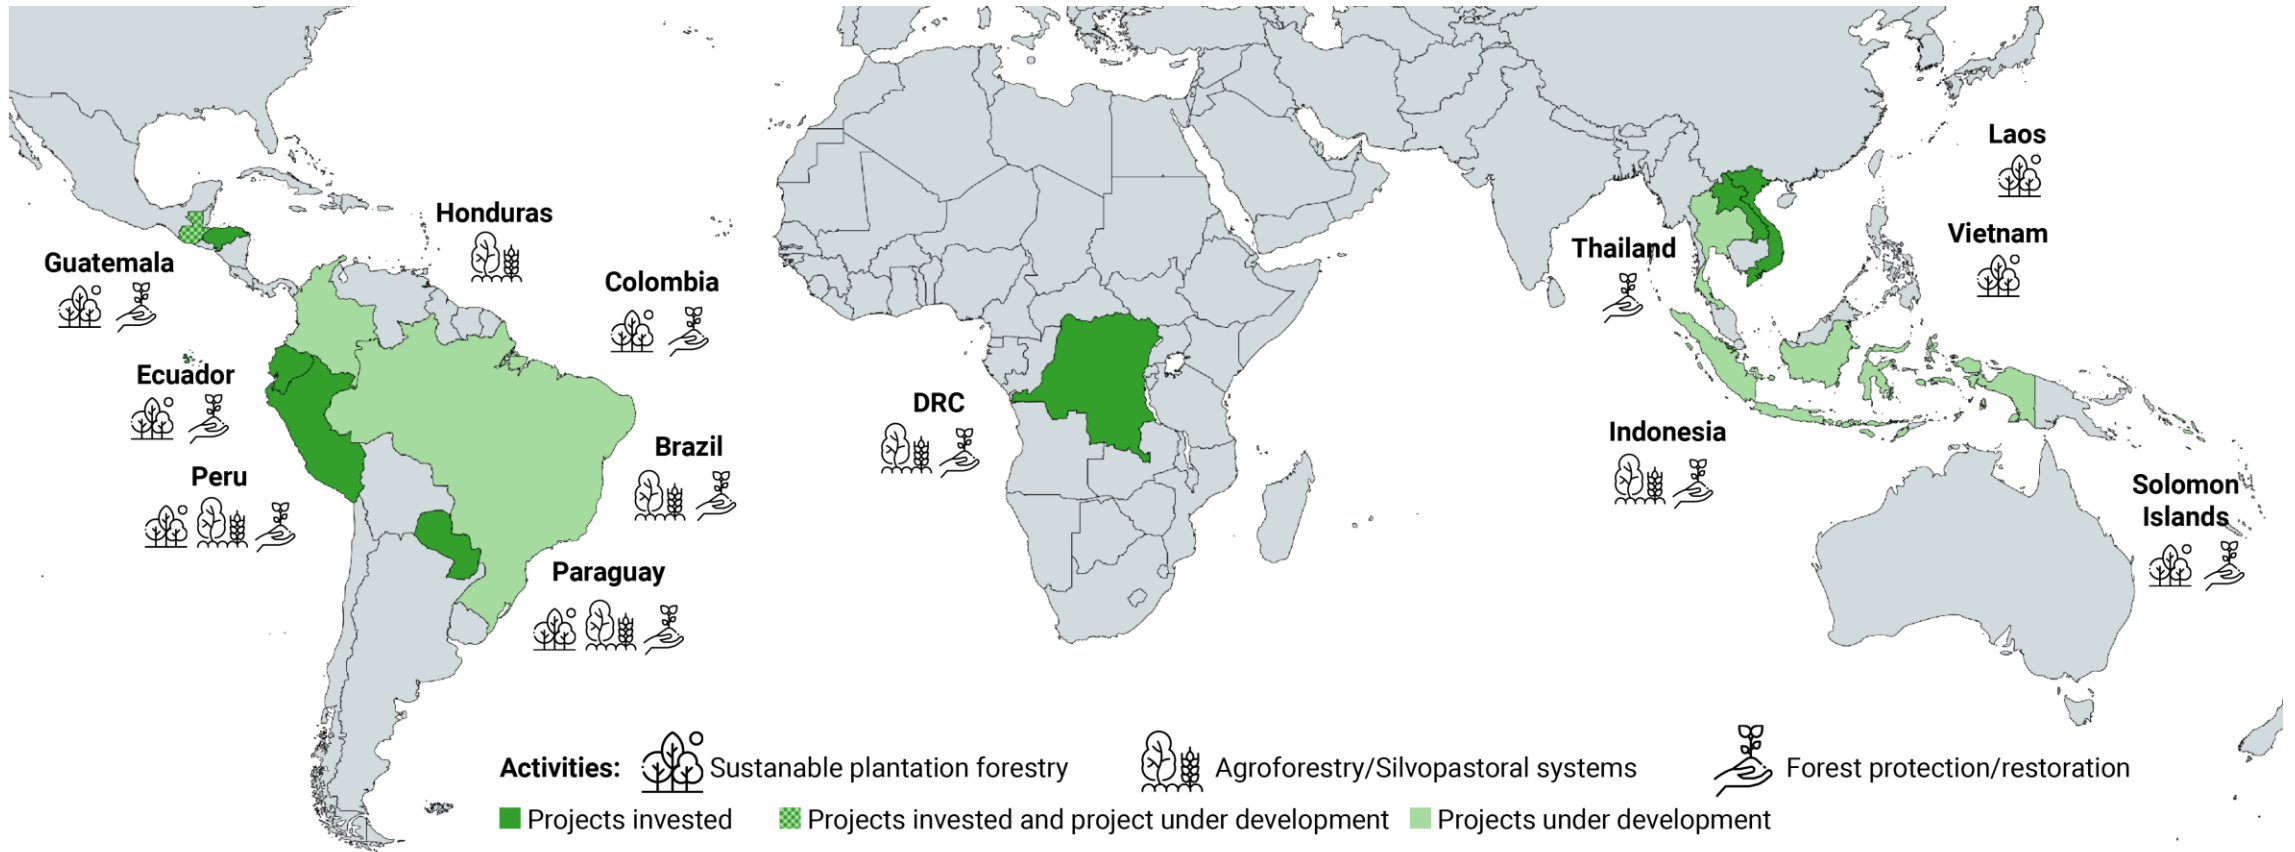 Laos
Honduras
Vietnam
Thailand
Guatemala
Colombia
Ecuador
DRC
Indonesia
Brazil
Peru
Solomon
Islands
Paraguay
Activities: Sustanable plantation forestry Agroforestry/Silvopastoral systems Forest protection/restoration
Projects invested Projects invested and project under development Projects under development